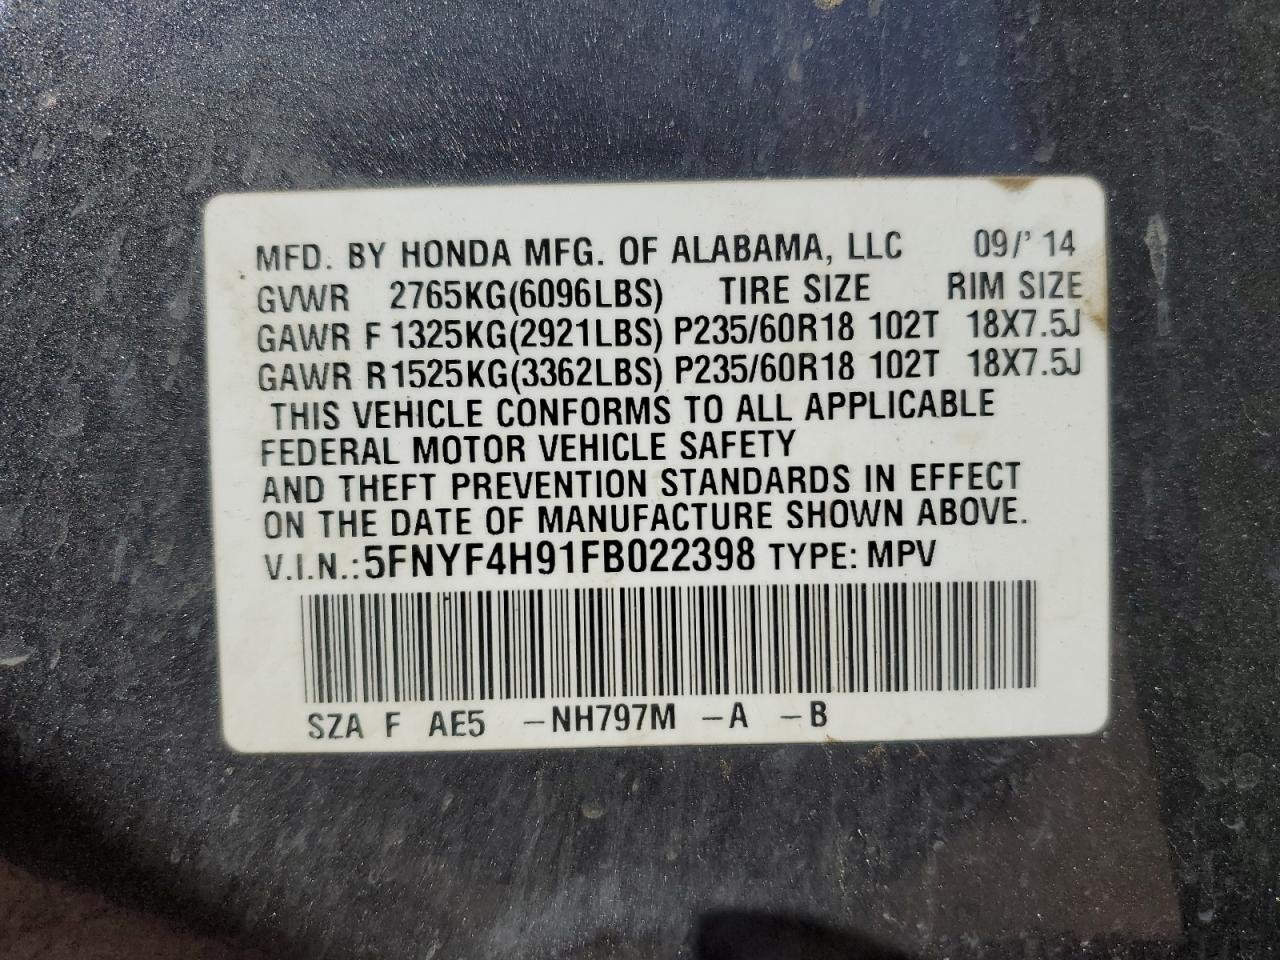 MFD. BY HONDA MFG. OF ALABAMA, LLC 09/' 14
GVWR 2765KG(6096LBS) TIRE SIZE RIM SIZE
GAWR F 1325KG(2921LBS) P235/60R18 102T 18X7.5J
GAWR R 1525KG(3362LBS) P235/60R18 102T 18X7.5J
THIS VEHICLE CONFORMS TO ALL APPLICABLE
FEDERAL MOTOR VEHICLE SAFETY
AND THEFT PREVENTION STANDARDS IN EFFECT
ON THE DATE OF MANUFACTURE SHOWN ABOVE.
V.I.N.: 5FNYF4H91FB022398 TYPE: MPV
SZA F AE5 –NH797M –A –B